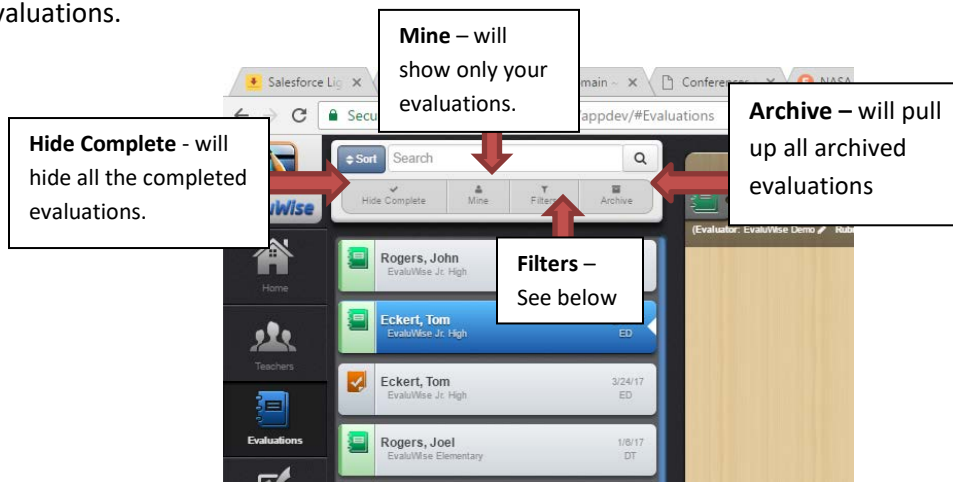 valuations.
Mine – will
show only your
evaluations.
Salesforce Lig
main ~
Conferences
NASA
Archive – will pull
up all archived
evaluations
Secu
appdev/#Evaluations
Hide Complete - will
hide all the completed
evaluations.
Sort
Search
Hide Complete
Mine
Filters
Archive
uWise
(Evaluator: EvaluWise Demo
Rub
Rogers, John
EvaluWise Jr. High
Home
Filters –
See below
Eckert, Tom
EvaluWise Jr. High
ED
Teachers
Eckert, Tom
3/24/17
EvaluWise Jr. High
ED
Evaluations
Rogers, Joel
1/6/17
EvaluWise Elementary
DT